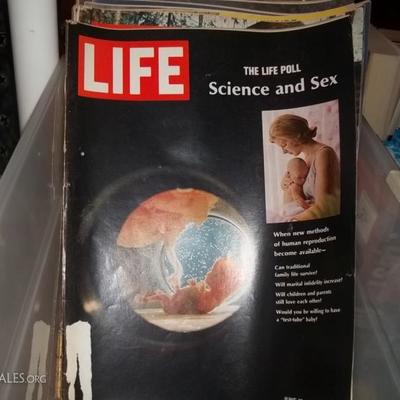 LIFE
THE LIFE POLL
Science and Sex
When new methods
of human reproduction
become available—
Can traditional
family life survive?
Will marital infidelity increase?
Will children and parents
still love each other?
Would you be willing to have
a "test-tube" baby?
ALES.ORG